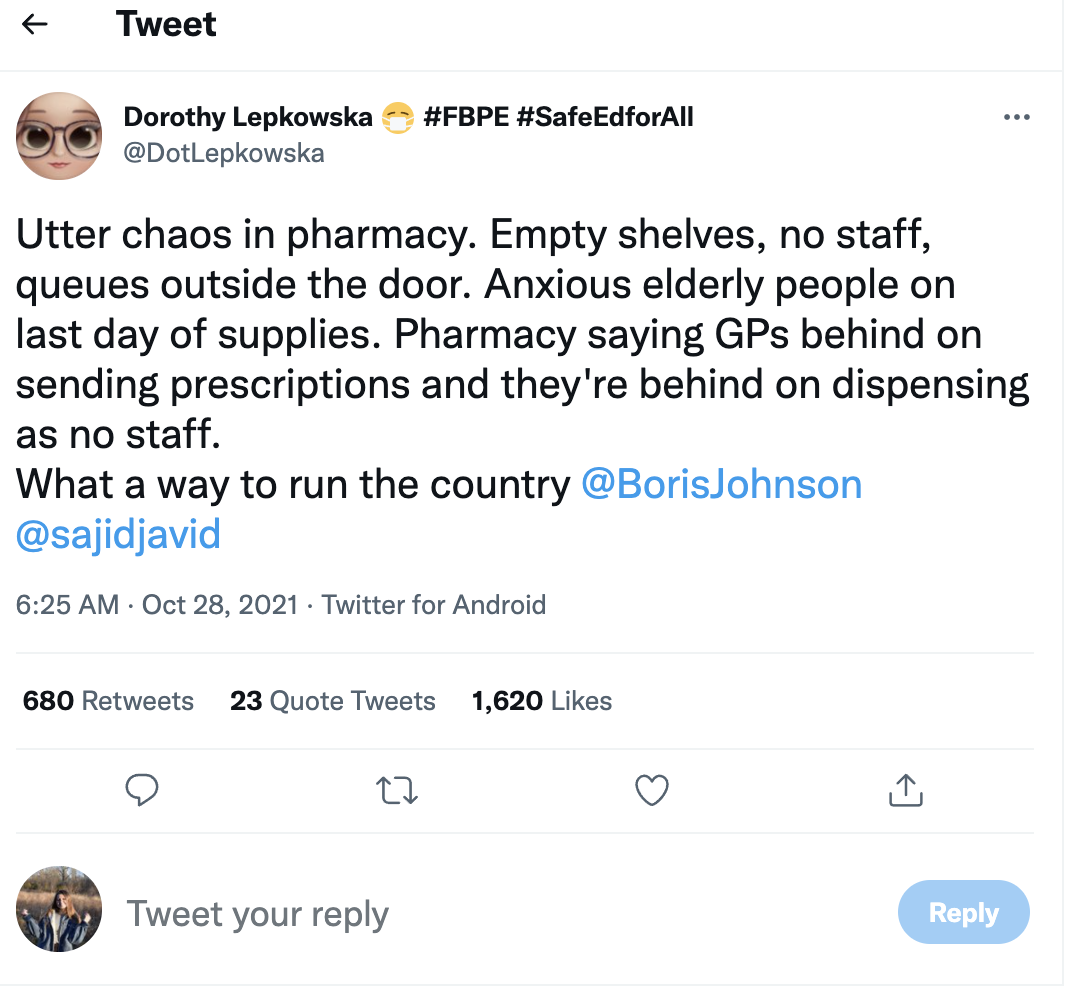 Tweet
Dorothy Lepkowska 😷 #FBPE #SafeEdforAll
@DotLepkowska
Utter chaos in pharmacy. Empty shelves, no staff,
queues outside the door. Anxious elderly people on
last day of supplies. Pharmacy saying GPs behind on
sending prescriptions and they're behind on dispensing
as no staff.
What a way to run the country @BorisJohnson
@sajidjavid
6:25 AM · Oct 28, 2021 · Twitter for Android
680 Retweets 23 Quote Tweets 1,620 Likes
Tweet your reply
Reply